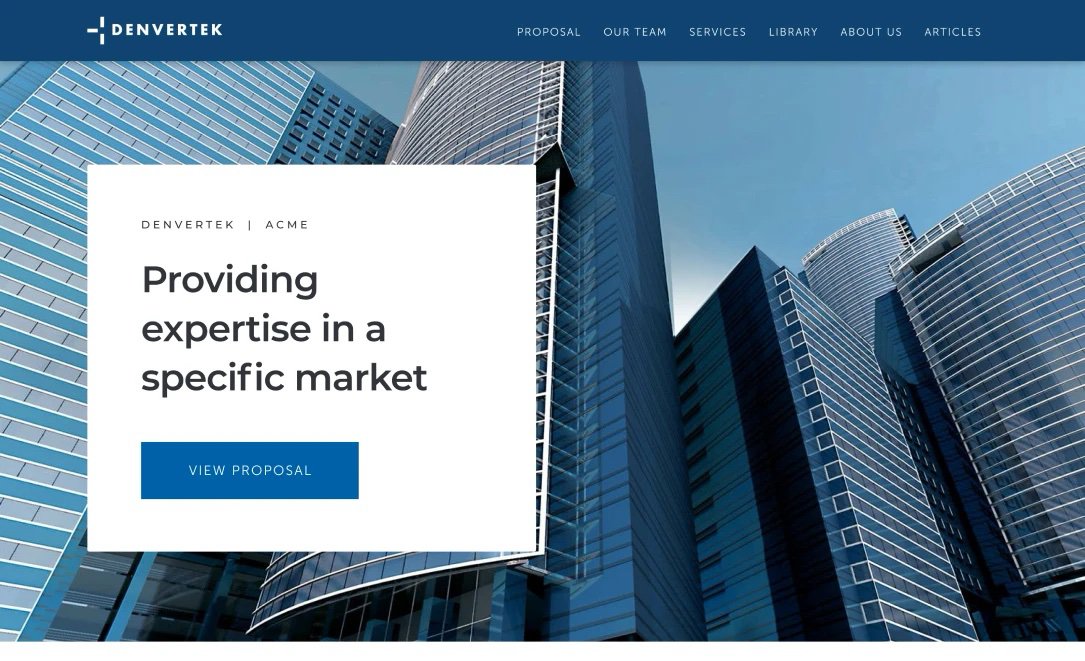 DENVERTEK
PROPOSAL OUR TEAM SERVICES LIBRARY ABOUT US ARTICLES
DENVERTEK | ACME
Providing
expertise in a
specific market
VIEW PROPOSAL